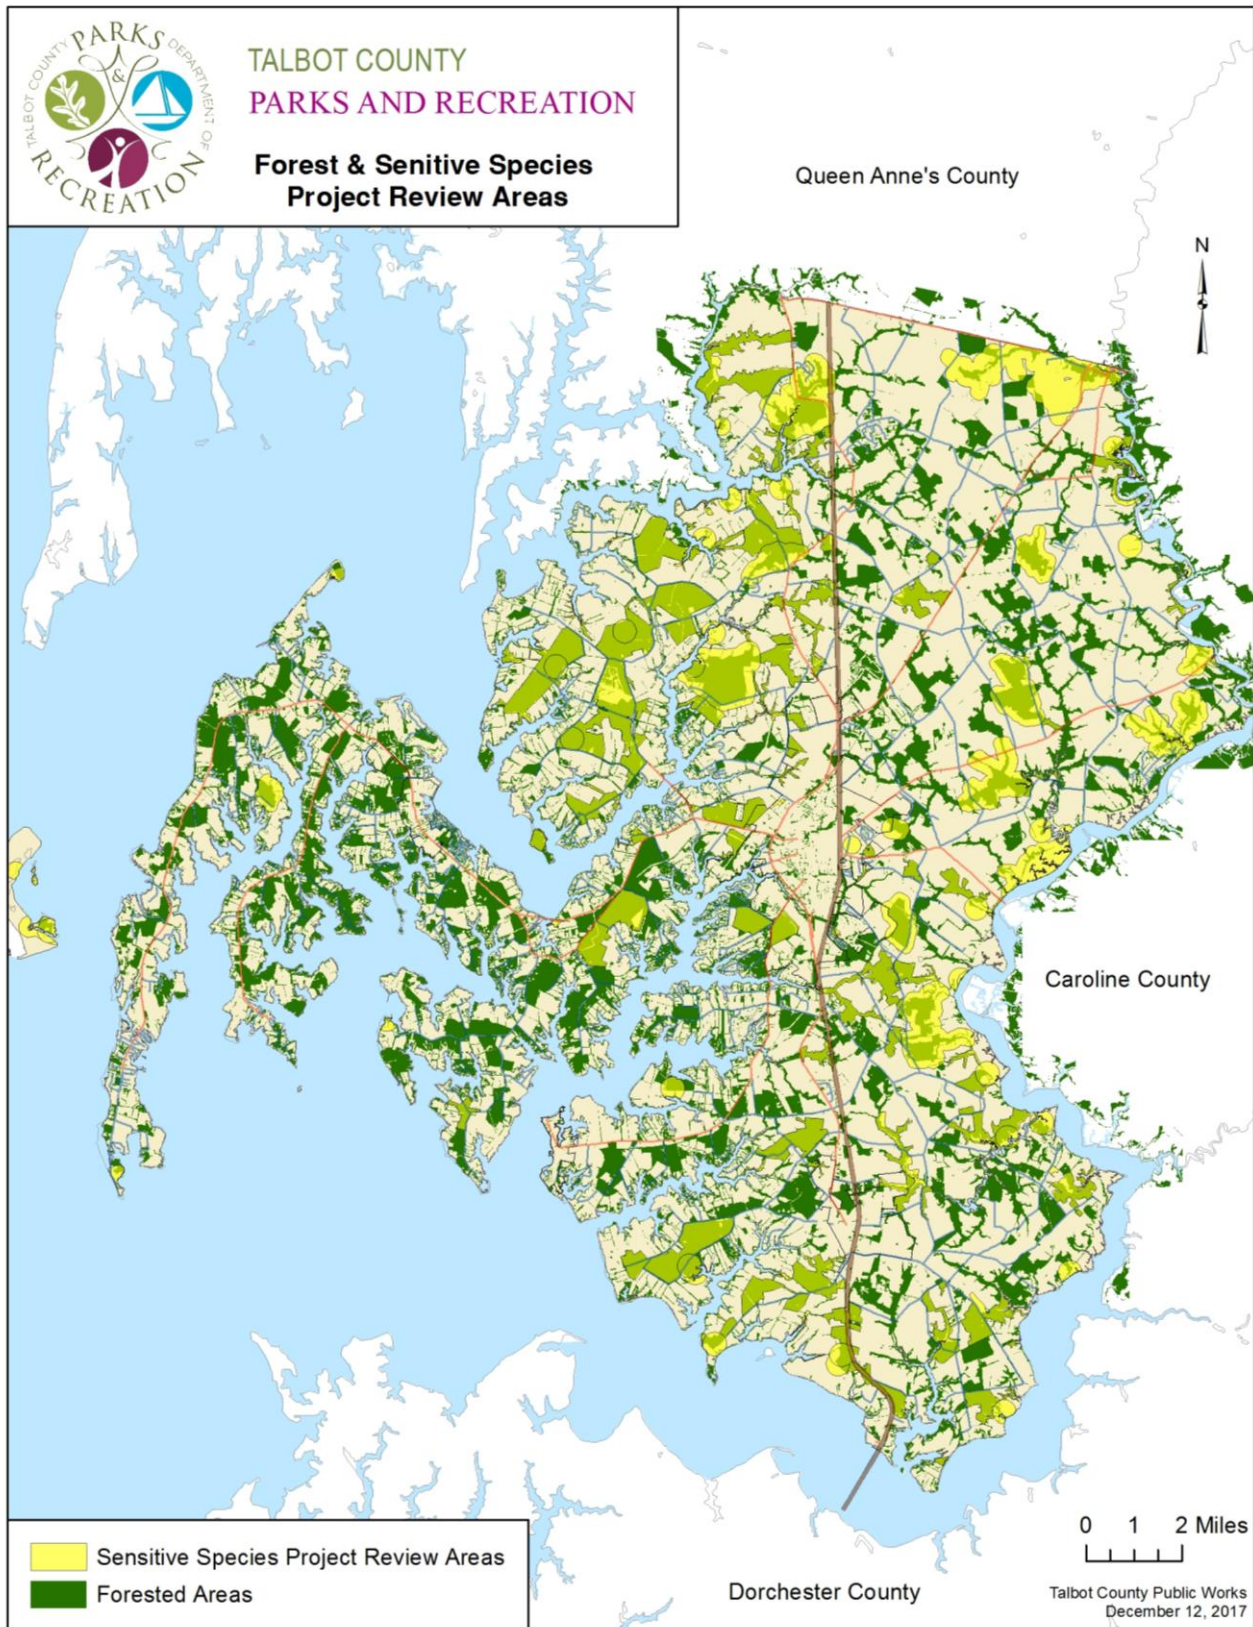 TALBOT COUNTY
PARKS
&
DEPARTMENT OF
RECREATION
TALBOT COUNTY
PARKS AND RECREATION
Forest & Senitive Species
Project Review Areas
Queen Anne's County
N
Caroline County
Sensitive Species Project Review Areas
Forested Areas
0 1 2 Miles
Dorchester County
Talbot County Public Works
December 12, 2017